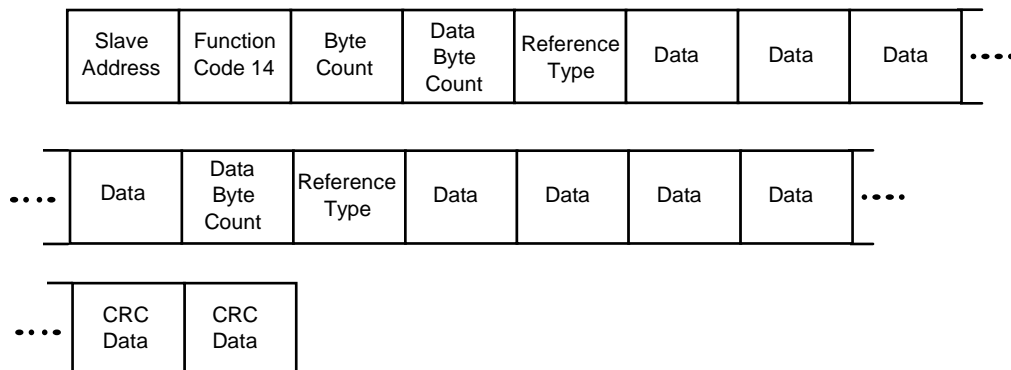 Slave Address
Function Code 14
Byte Count
Data Byte Count
Reference Type
Data
Data
Data
Data
Data Byte Count
Reference Type
Data
Data
Data
Data
CRC Data
CRC Data